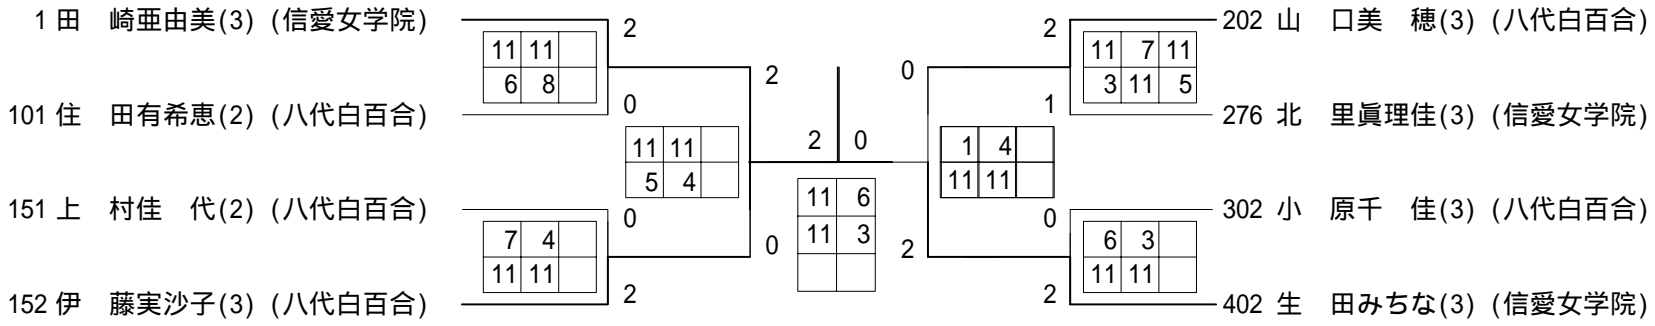 1 田　崎亜由美(3) (信愛女学院) 2 2 202 山　口美　穂(3) (八代白百合)
11 11 11 7 11
6 8 2 0 3 11 5
101 住　田有希恵(2) (八代白百合) 0 1 276 北　里眞理佳(3) (信愛女学院)
11 11 2 0 1 4
5 4 11 11
151 上　村佳　代(2) (八代白百合) 0 11 6 0 302 小　原千　佳(3) (八代白百合)
7 4 0 11 3 2 6 3
11 11 11 11
152 伊　藤実沙子(3) (八代白百合) 2 2 402 生　田みちな(3) (信愛女学院)